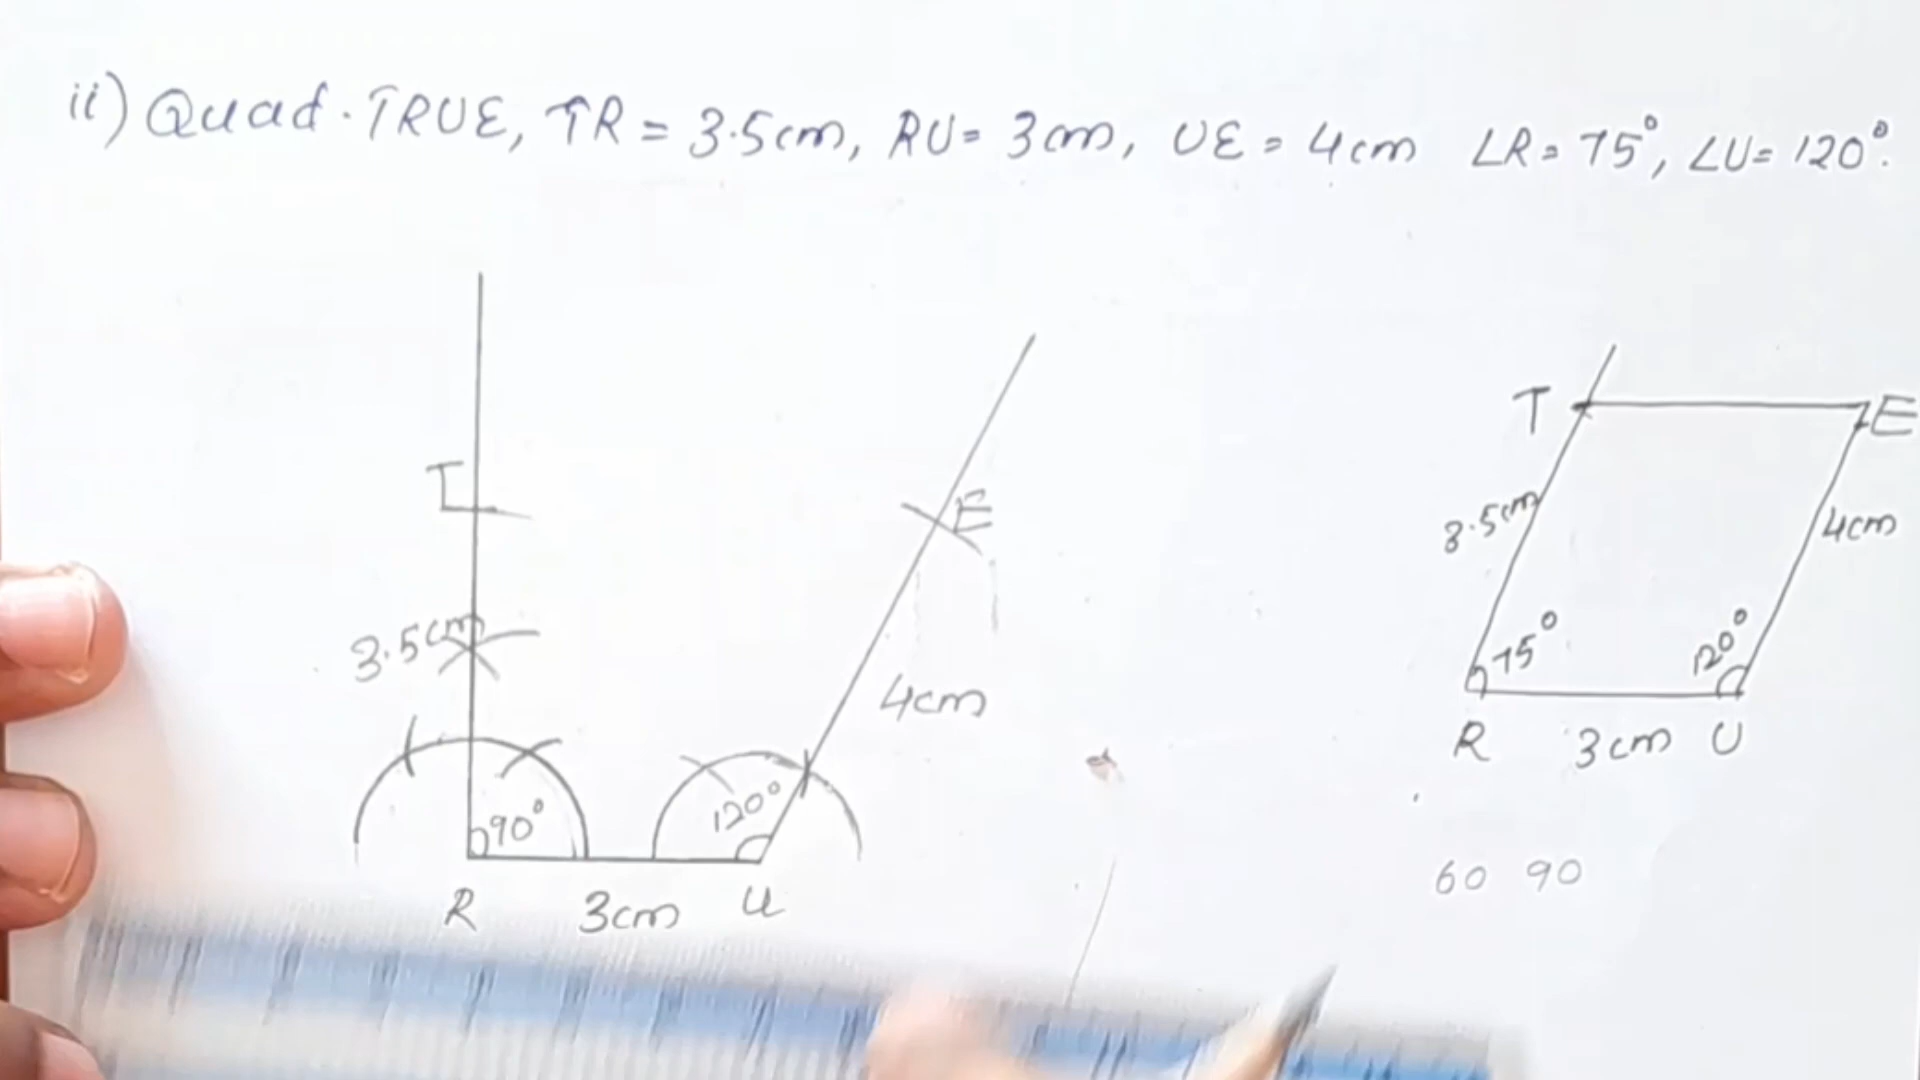 ii) Quad. TRUE, TR = 3.5cm, RU= 3cm, UE = 4cm ∠R= 75°, ∠U= 120°.
T
E
3.5cm
4cm
90°
120°
R 3cm U
T E
3.5cm
4cm
75° 120°
R 3cm U
60 90